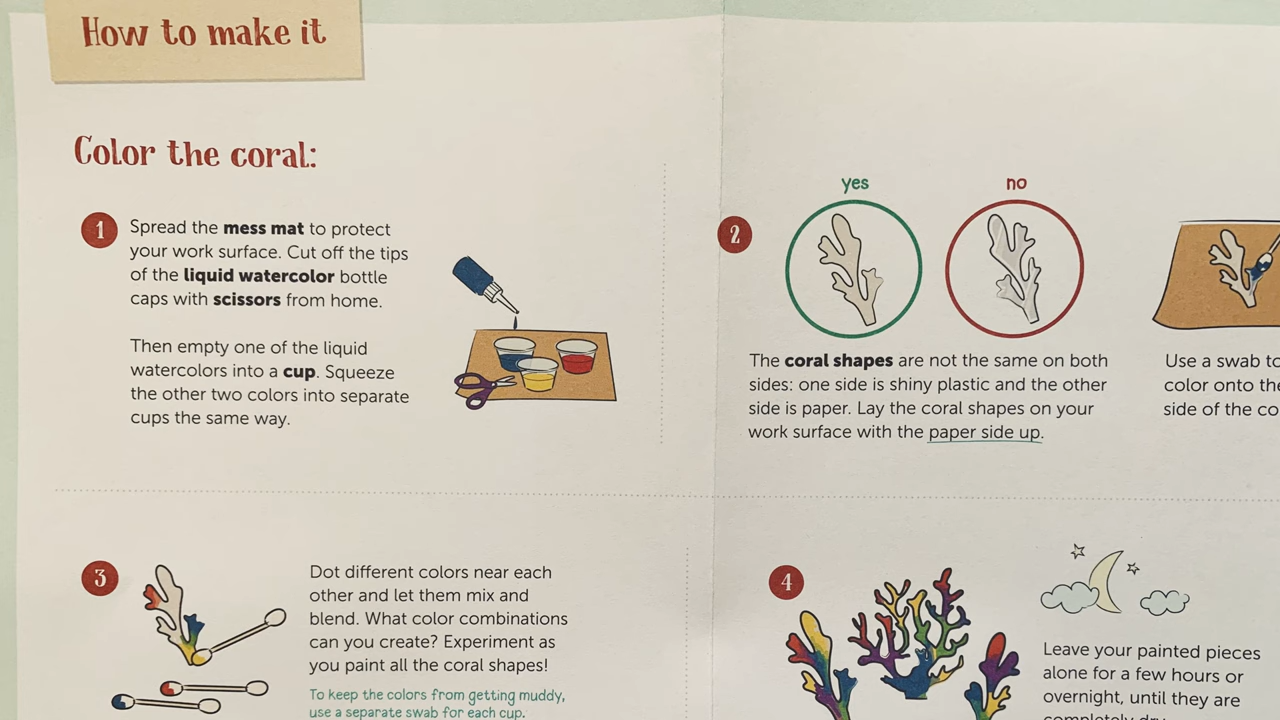 How to make it
Color the coral:
1
Spread the mess mat to protect
your work surface. Cut off the tips
of the liquid watercolor bottle
caps with scissors from home.
Then empty one of the liquid
watercolors into a cup. Squeeze
the other two colors into separate
cups the same way.
2
yes
no
The coral shapes are not the same on both
sides: one side is shiny plastic and the other
side is paper. Lay the coral shapes on your
work surface with the paper side up.
Use a swab to
color onto the
side of the co
3
Dot different colors near each
other and let them mix and
blend. What color combinations
can you create? Experiment as
you paint all the coral shapes!
To keep the colors from getting muddy,
use a separate swab for each cup.
4
Leave your painted pieces
alone for a few hours or
overnight, until they are
completely dry.